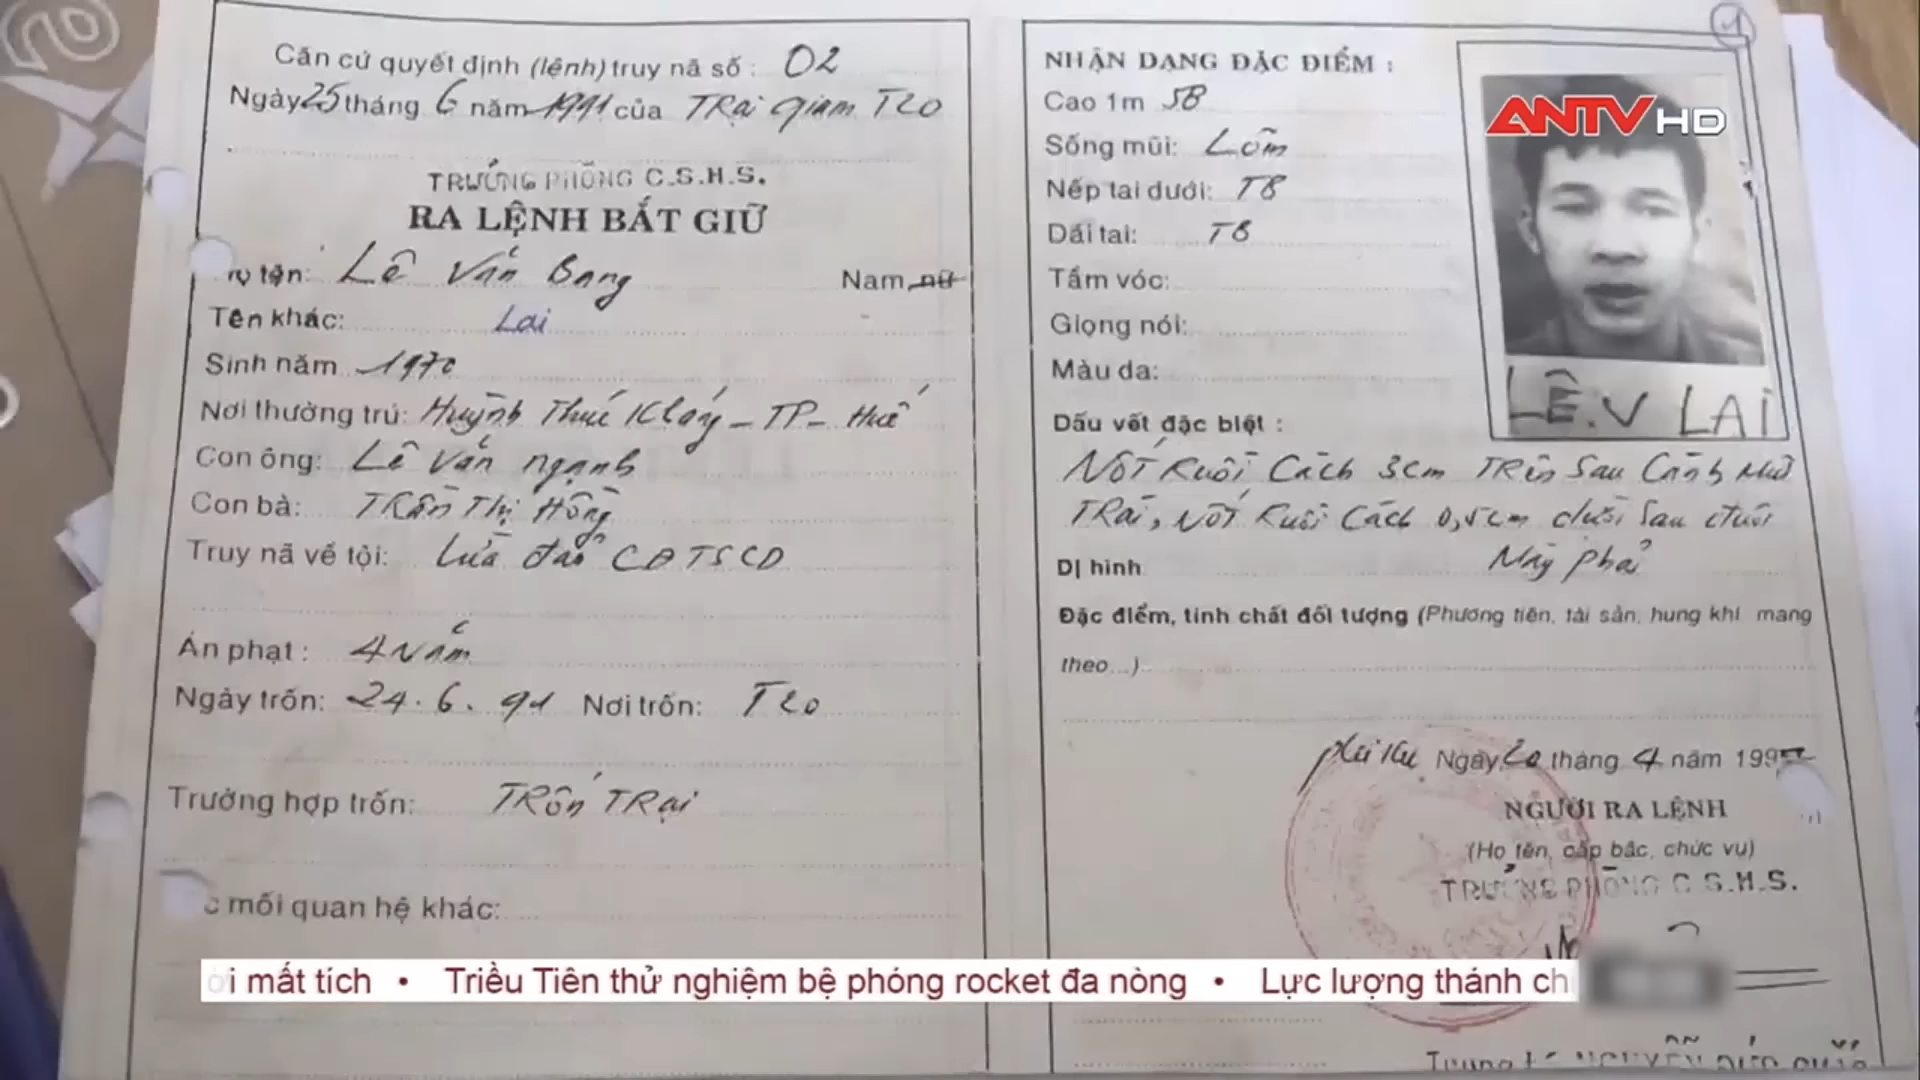 Căn cứ quyết định (lệnh) truy nã số: 02
Ngày 25 tháng 6 năm 1991 của TRại giam T20
TRƯỞNG PHÒNG C.S.H.S.
RA LỆNH BẮT GIỮ
tên: Lê Văn Bang Nam, nữ
Tên khác: Lai
Sinh năm 1970
Nơi thường trú: Huỳnh Thúc Kháng - TP - Huế
Con ông: Lê Văn Ngạnh
Con bà: TRần Thị Hồng
Truy nã về tội: Lừa đảo CĐTSCD
Án phạt: 4 Năm
Ngày trốn: 24.6.91 Nơi trốn: T20
Trường hợp trốn: TRốn TRại
c mối quan hệ khác:
1
NHẬN DẠNG ĐẶC ĐIỂM:
Cao 1m 58
Sống mũi: Lõm
Nếp tai dưới: TB
Dái tai: TB
Tầm vóc:
Giọng nói:
Màu da:
ANTV HD
LÊ.V LAI
Dấu vết đặc biệt:
NỐT Ruồi Cách 3cm TRên Sau Cánh Mũi
TRái, NỐT Ruồi Cách 0,5cm dưới Sau đuôi
Mày phải
Dị hình
Đặc điểm, tính chất đối tượng (Phương tiện, tài sản, hung khí mang
theo...)
Ngày 20 tháng 4 năm 199
NGƯỜI RA LỆNH
(Họ tên, cấp bậc, chức vụ)
TRƯỞNG PHÒNG C.S.H.S.
i mất tích • Triều Tiên thử nghiệm bệ phóng rocket đa nòng • Lực lượng thánh ch